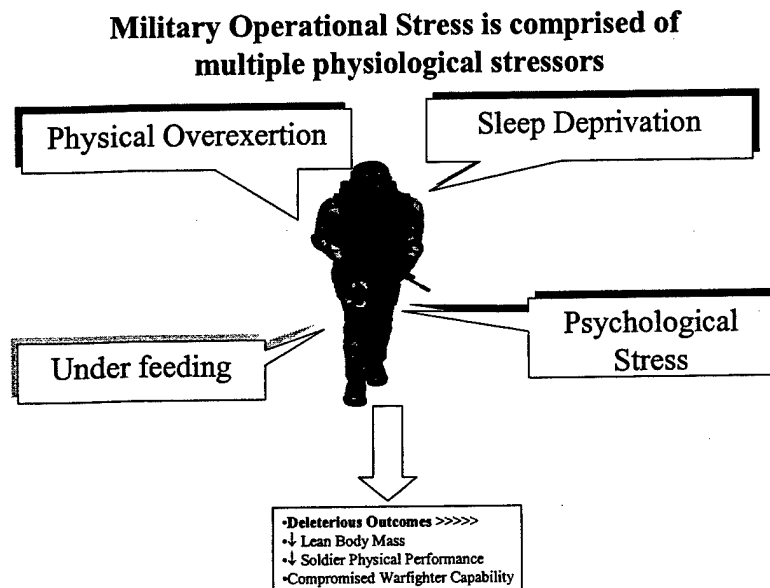 Military Operational Stress is comprised of
multiple physiological stressors
Physical Overexertion
Sleep Deprivation
Under feeding
Psychological
Stress
•Deleterious Outcomes >>>>>
•↓ Lean Body Mass
•↓ Soldier Physical Performance
•Compromised Warfighter Capability